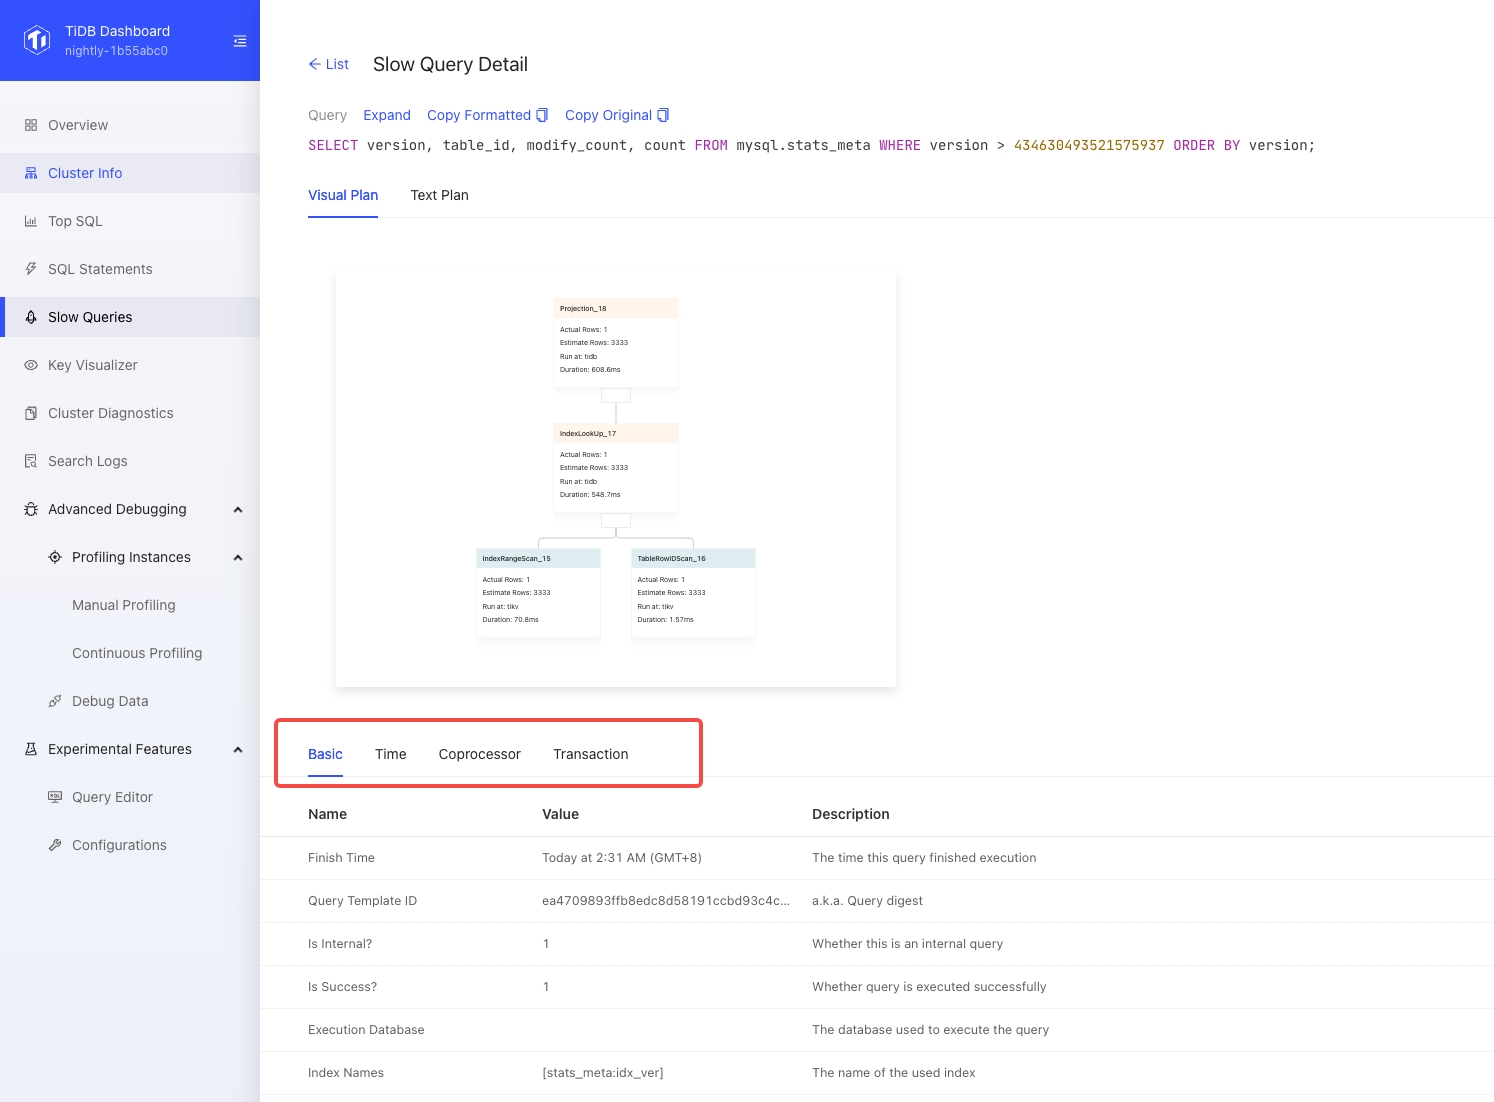 TiDB Dashboard
nightly-1b55abc0
Overview
Cluster Info
Top SQL
SQL Statements
Slow Queries
Key Visualizer
Cluster Diagnostics
Search Logs
Advanced Debugging
Profiling Instances
Manual Profiling
Continuous Profiling
Debug Data
Experimental Features
Query Editor
Configurations
List Slow Query Detail
Query Expand Copy Formatted Copy Original
SELECT version, table_id, modify_count, count FROM mysql.stats_meta WHERE version > 434630493521575937 ORDER BY version;
Visual Plan Text Plan
Projection_18
Actual Rows: 1
Estimate Rows: 3333
Run at: tidb
Duration: 608.6ms
IndexLookUp_17
Actual Rows: 1
Estimate Rows: 3333
Run at: tidb
Duration: 548.7ms
IndexRangeScan_15
Actual Rows: 1
Estimate Rows: 3333
Run at: tikv
Duration: 70.8ms
TableRowIDScan_16
Actual Rows: 1
Estimate Rows: 3333
Run at: tikv
Duration: 1.57ms
Basic Time Coprocessor Transaction
Name Value Description
Finish Time Today at 2:31 AM (GMT+8) The time this query finished execution
Query Template ID ea4709893ffb8edc8d58191ccbd93c4c... a.k.a. Query digest
Is Internal? 1 Whether this is an internal query
Is Success? 1 Whether query is executed successfully
Execution Database The database used to execute the query
Index Names [stats_meta:idx_ver] The name of the used index